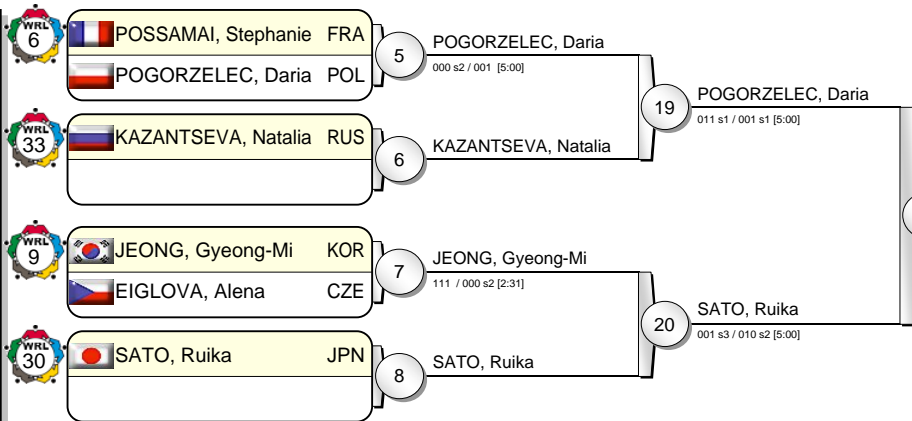 WRL
6
POSSAMAI, Stephanie FRA
POGORZELEC, Daria POL
5
POGORZELEC, Daria
000 s2 / 001 [5:00]
WRL
33
KAZANTSEVA, Natalia RUS
6
KAZANTSEVA, Natalia
19
POGORZELEC, Daria
011 s1 / 001 s1 [5:00]
WRL
9
JEONG, Gyeong-Mi KOR
EIGLOVA, Alena CZE
7
JEONG, Gyeong-Mi
111 / 000 s2 [2:31]
WRL
30
SATO, Ruika JPN
8
SATO, Ruika
20
SATO, Ruika
001 s3 / 010 s2 [5:00]